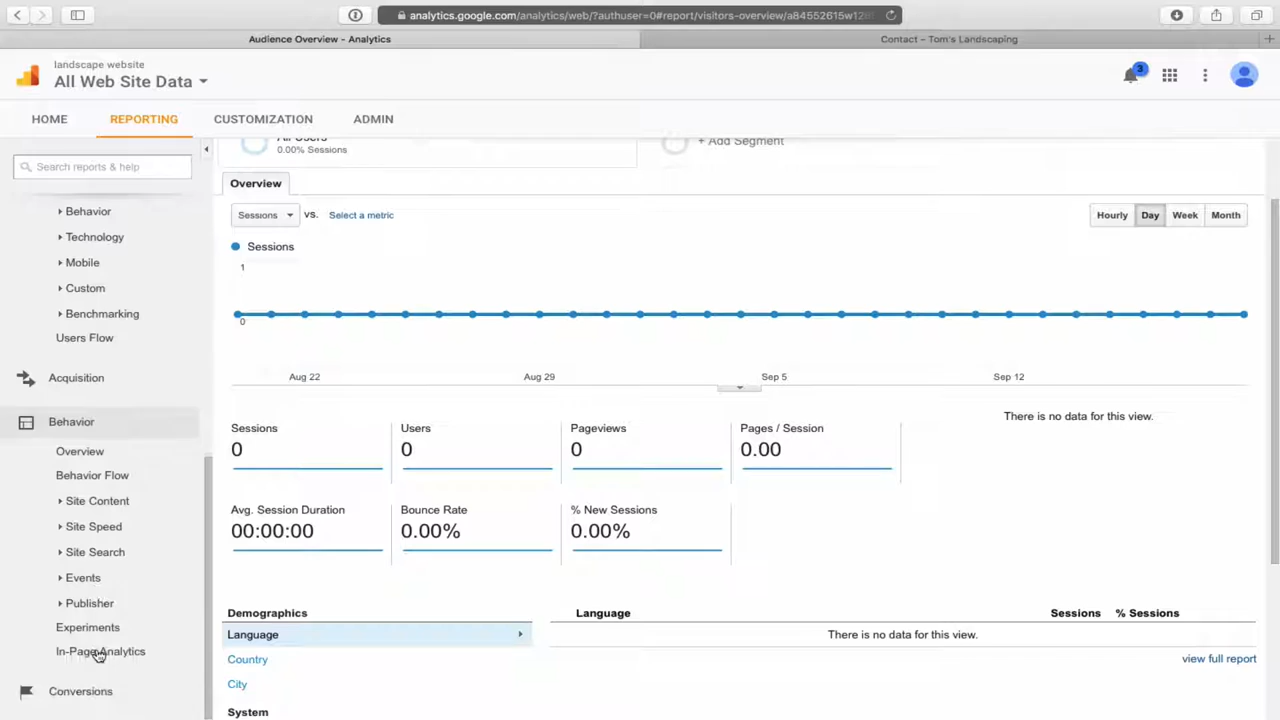 analytics.google.com/analytics/web/?authuser=0#report/visitors-overview/a84552615w126
Audience Overview – Analytics
Contact – Tom's Landscaping
landscape website
All Web Site Data
3
HOME
REPORTING
CUSTOMIZATION
ADMIN
Search reports & help
All Users
0.00% Sessions
+ Add Segment
Overview
Sessions
vs.
Select a metric
Hourly
Day
Week
Month
Sessions
1
0
Aug 22
Aug 29
Sep 5
Sep 12
Behavior
Technology
Mobile
Custom
Benchmarking
Users Flow
Acquisition
Behavior
Overview
Behavior Flow
Site Content
Site Speed
Site Search
Events
Publisher
Experiments
In-Page Analytics
Conversions
There is no data for this view.
Sessions
0
Users
0
Pageviews
0
Pages / Session
0.00
Avg. Session Duration
00:00:00
Bounce Rate
0.00%
% New Sessions
0.00%
Demographics
Language
Country
City
System
Language
Sessions
% Sessions
There is no data for this view.
view full report